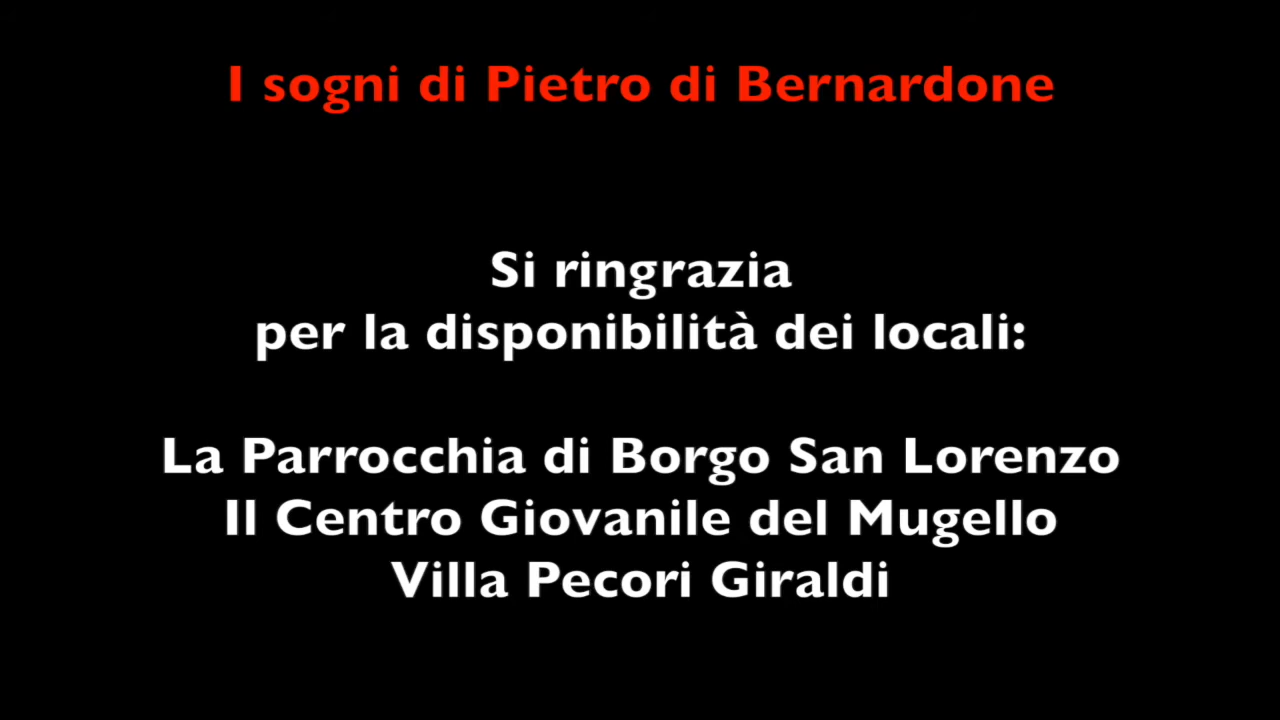 I sogni di Pietro di Bernardone
Si ringrazia
per la disponibilità dei locali:
La Parrocchia di Borgo San Lorenzo
Il Centro Giovanile del Mugello
Villa Pecori Giraldi